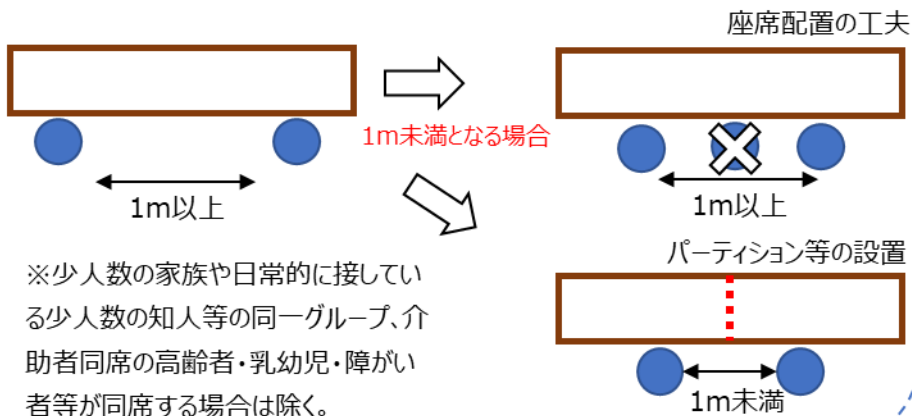 座席配置の工夫
1m未満となる場合
1m以上
1m以上
パーティション等の設置
※少人数の家族や日常的に接してい
る少人数の知人等の同一グループ、介
助者同席の高齢者・乳幼児・障がい
者等が同席する場合は除く。
1m未満